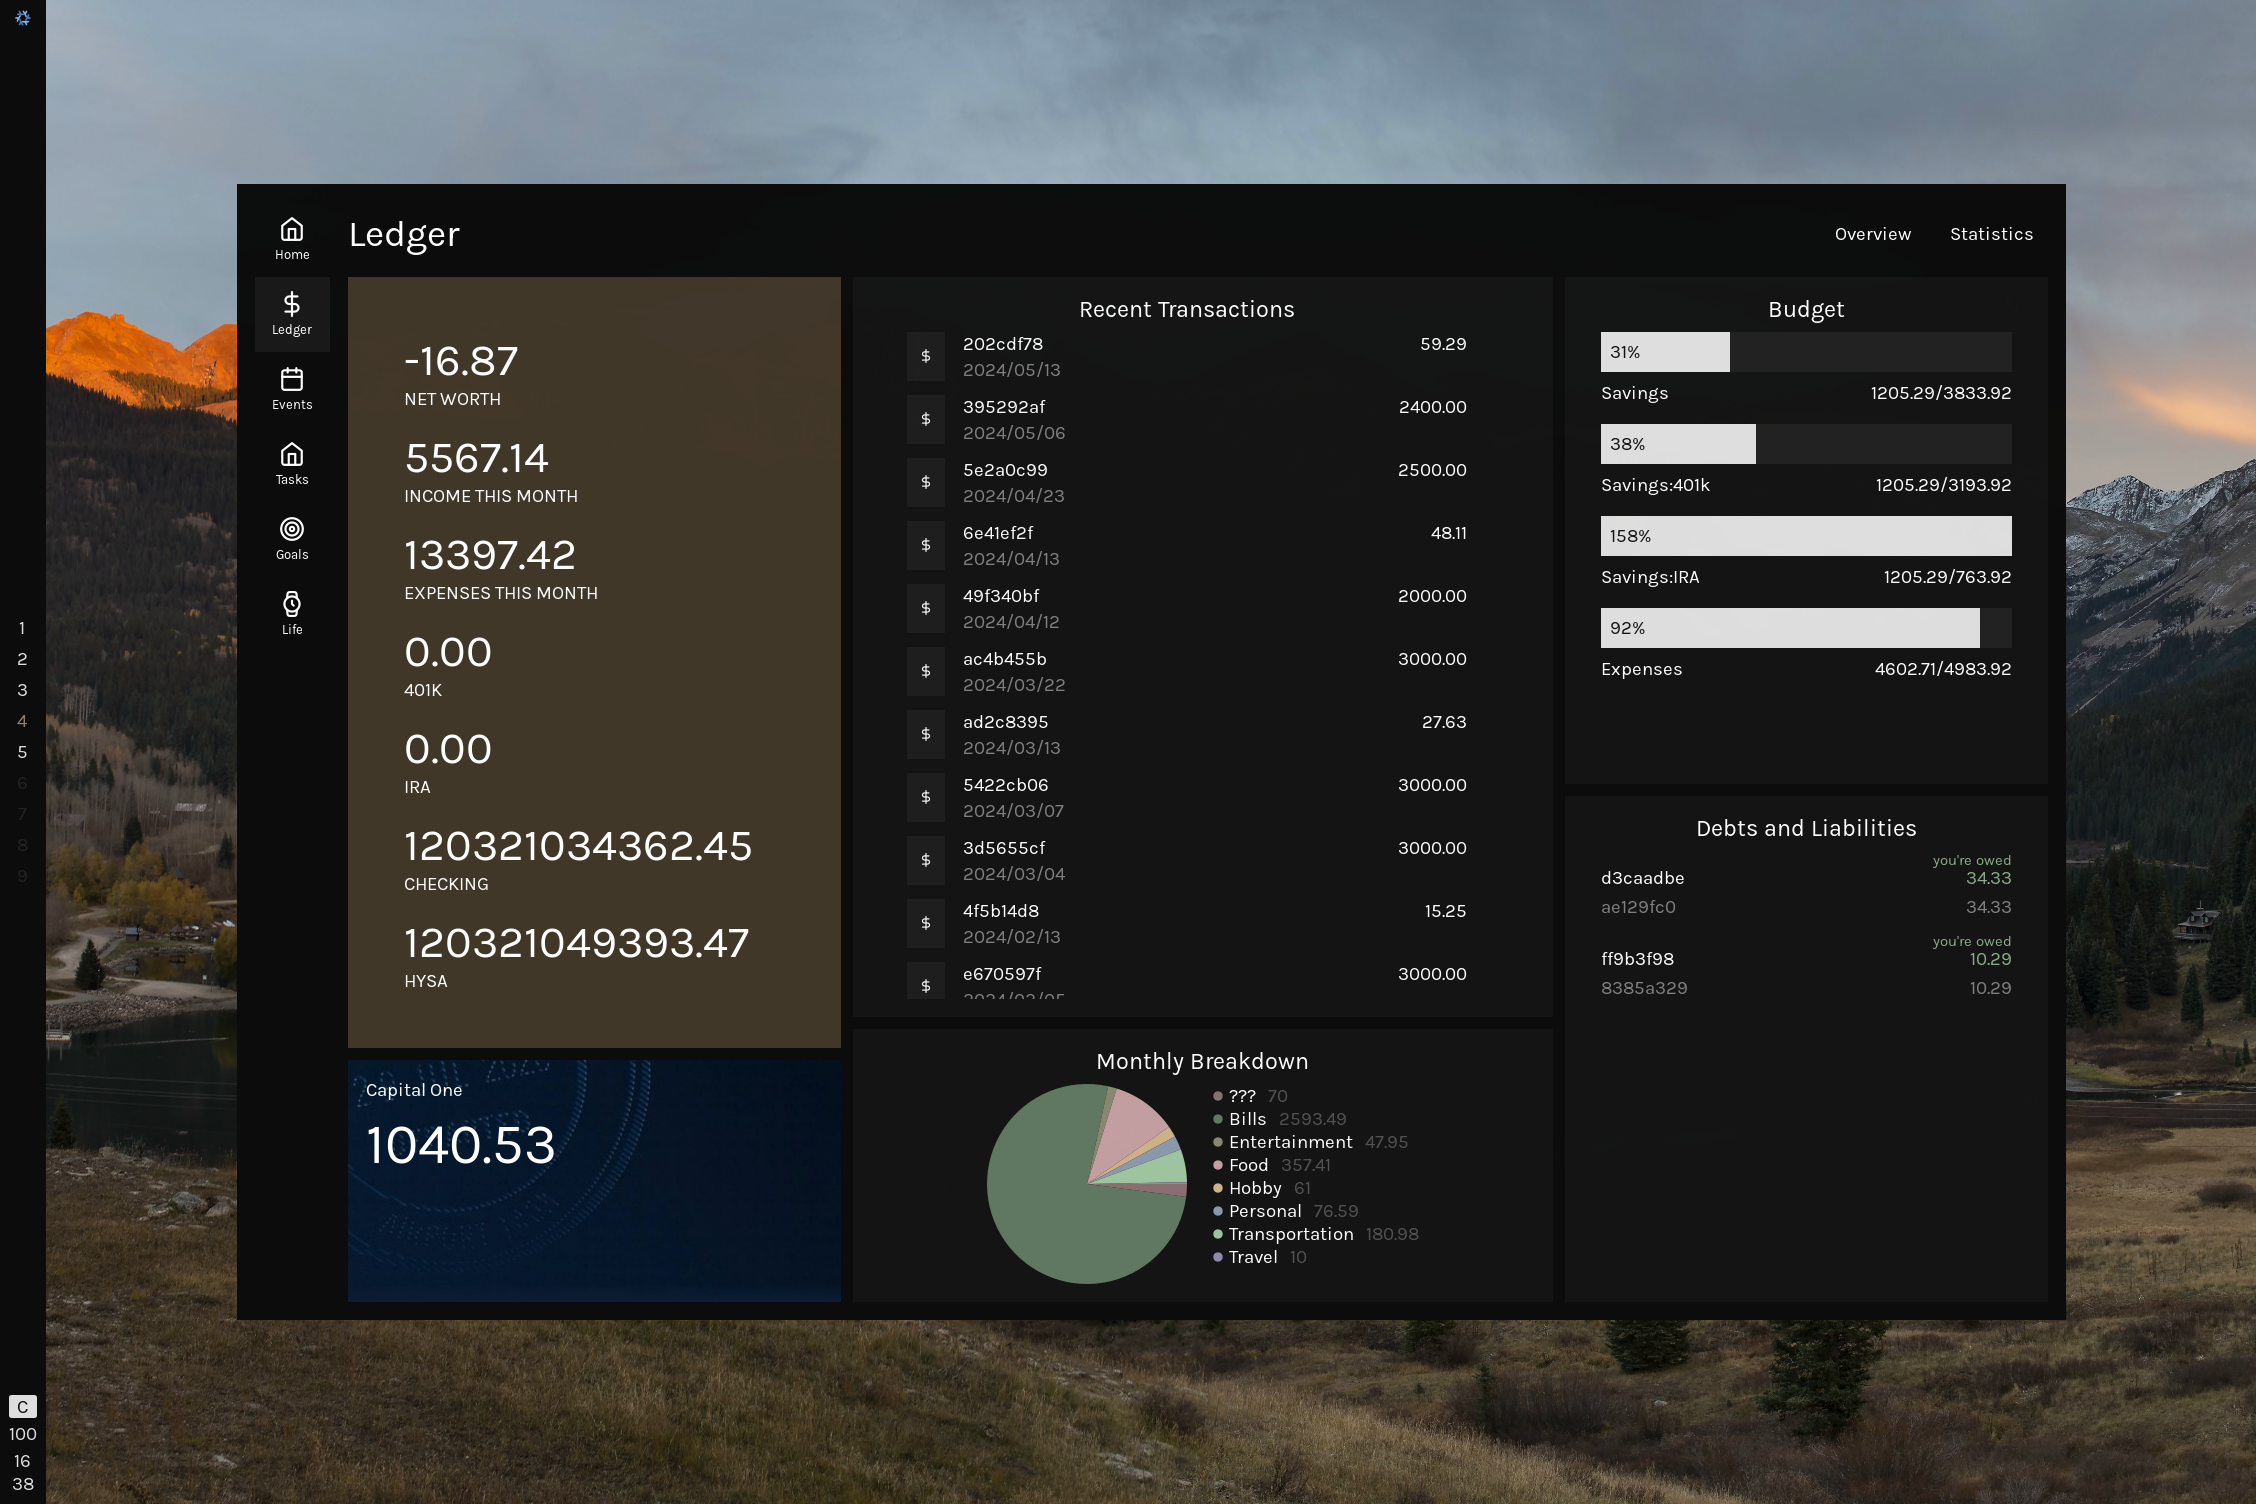 Ledger
Overview
Statistics
Home
Ledger
Events
Tasks
Goals
Life
-16.87
NET WORTH
5567.14
INCOME THIS MONTH
13397.42
EXPENSES THIS MONTH
0.00
401K
0.00
IRA
120321034362.45
CHECKING
120321049393.47
HYSA
Capital One
1040.53
Recent Transactions
$ 202cdf78 59.29
2024/05/13
$ 395292af 2400.00
2024/05/06
$ 5e2a0c99 2500.00
2024/04/23
$ 6e41ef2f 48.11
2024/04/13
$ 49f340bf 2000.00
2024/04/12
$ ac4b455b 3000.00
2024/03/22
$ ad2c8395 27.63
2024/03/13
$ 5422cb06 3000.00
2024/03/07
$ 3d5655cf 3000.00
2024/03/04
$ 4f5b14d8 15.25
2024/02/13
$ e670597f 3000.00
Monthly Breakdown
??? 70
Bills 2593.49
Entertainment 47.95
Food 357.41
Hobby 61
Personal 76.59
Transportation 180.98
Travel 10
Budget
31%
Savings 1205.29/3833.92
38%
Savings:401k 1205.29/3193.92
158%
Savings:IRA 1205.29/763.92
92%
Expenses 4602.71/4983.92
Debts and Liabilities
you're owed
d3caadbe 34.33
ae129fc0 34.33
you're owed
ff9b3f98 10.29
8385a329 10.29
1
2
3
4
5
6
7
8
9
C
100
16
38